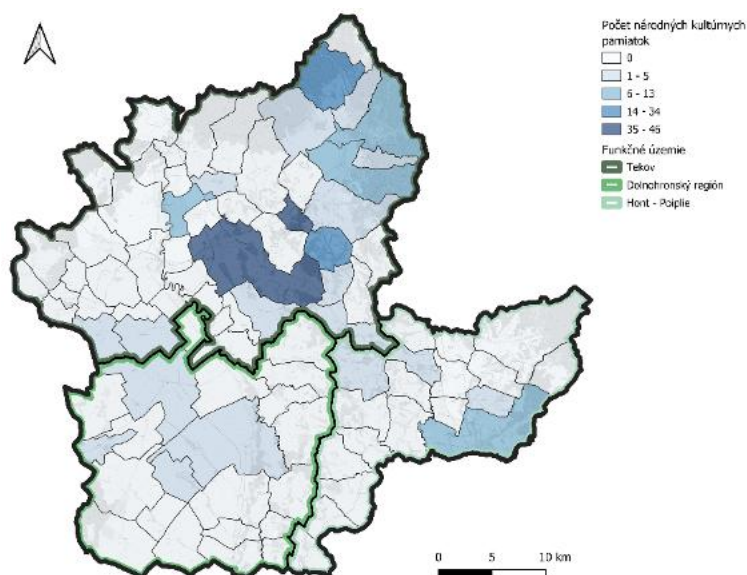 Počet národných kultúrnych
pamiatok
0
1 - 5
6 - 13
14 - 34
35 - 46
Funkčné územie
Tekov
Dolnohronský región
Hont - Poiplie
0 5 10 km